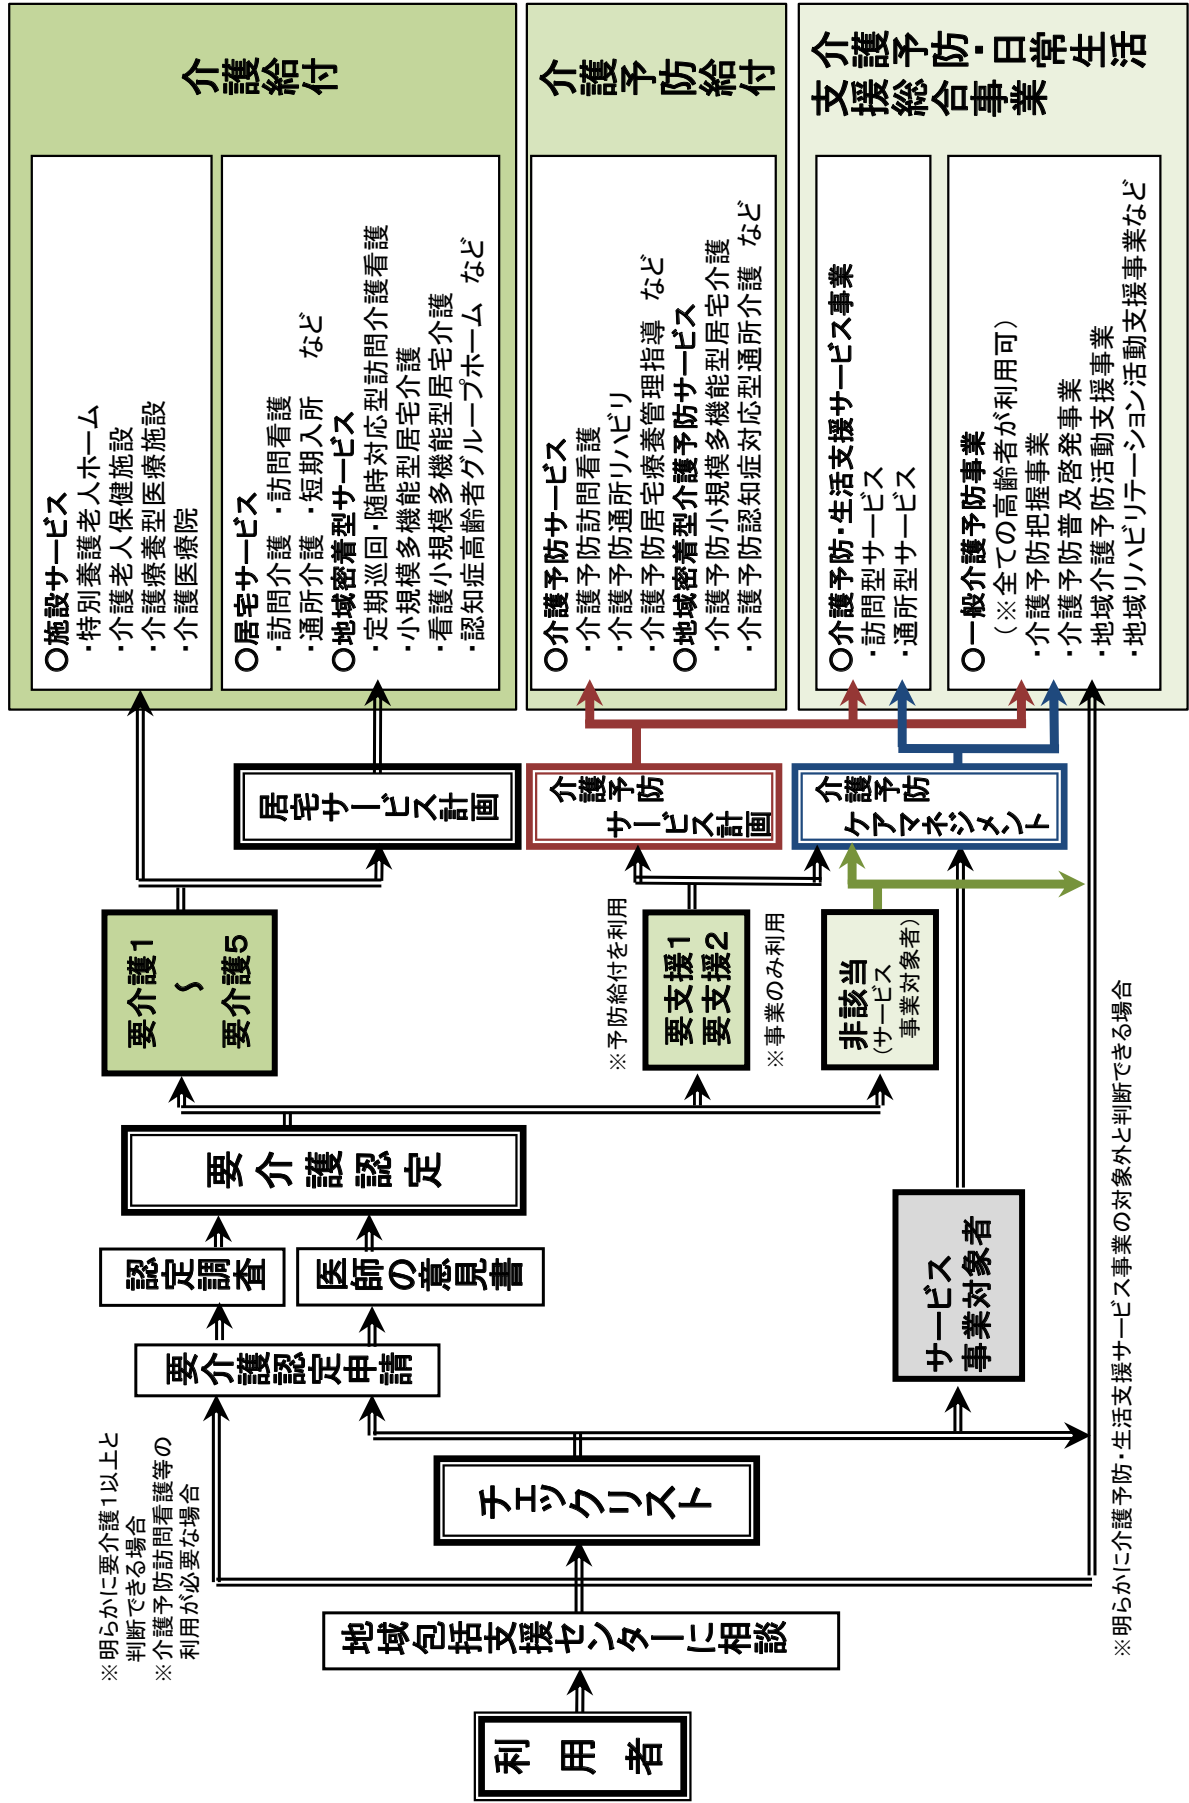 利用者
地域包括支援センターに相談
※明らかに要介護１以上と
判断できる場合
※介護予防訪問看護等の
利用が必要な場合
チェックリスト
※明らかに介護予防・生活支援サービス事業の対象外と判断できる場合
要介護認定申請
認定調査
医師の意見書
サービス
事業対象者
要介護認定
要介護１
～
要介護５
※予防給付を利用
要支援１
要支援２
※事業のみ利用
非該当
（サービス
事業対象者）
居宅サービス計画
介護予防
サービス計画
介護予防
ケアマネジメント
介護給付
○施設サービス
・特別養護老人ホーム
・介護老人保健施設
・介護療養型医療施設
・介護医療院
○居宅サービス
・訪問介護 ・訪問看護
・通所介護 ・短期入所 など
○地域密着型サービス
・定期巡回・随時対応型訪問介護看護
・小規模多機能型居宅介護
・看護小規模多機能型居宅介護
・認知症高齢者グループホーム など
介護予防給付
○介護予防サービス
・介護予防訪問看護
・介護予防通所リハビリ
・介護予防居宅療養管理指導 など
○地域密着型介護予防サービス
・介護予防小規模多機能型居宅介護
・介護予防認知症対応型通所介護 など
介護予防・日常生活
支援総合事業
○介護予防・生活支援サービス事業
・訪問型サービス
・通所型サービス
○一般介護予防事業
（※全ての高齢者が利用可）
・介護予防把握事業
・介護予防普及啓発事業
・地域介護予防活動支援事業
・地域リハビリテーション活動支援事業など